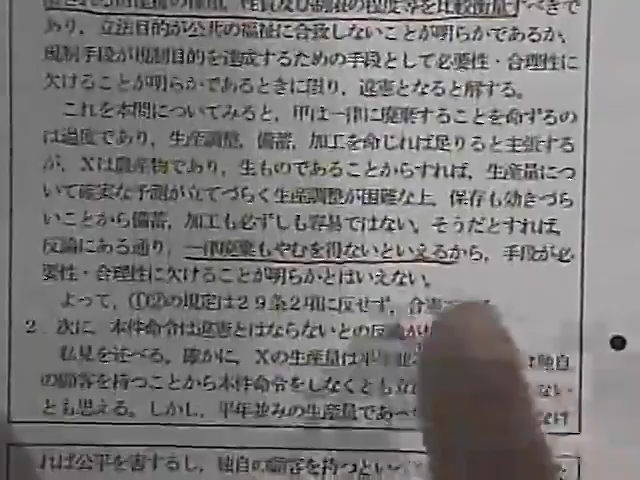 であり、立法目的が公共の福祉に合致しないことが明らかであるか、
規制手段が規制目的を達成するための手段として必要性・合理性に
欠けることが明らかであるときに限り、違憲となると解する。
これを本問についてみると、甲は一律に廃棄することを命ずるの
は過度であり、生産調整、備蓄、加工を命じれば足りると主張する
が、Xは農産物であり、生ものであることからすれば、生産量につ
いて確実な予測が立てづらく生産調整が困難な上、保存も効きづら
いことから備蓄、加工も必ずしも容易ではない。そうだとすれば、
反論にある通り、一律廃棄もやむを得ないといえるから、手段が必
要性・合理性に欠けることが明らかとはいえない。
よって、①②の規定は29条2項に反せず、合憲
2. 次に、本件命令は違憲とはならないとの反論が
私見を述べる。確かに、Xの生産量は 独自
の顧客を持つことから本件命令をしなくとも ない
とも思える。しかし、平年並みの生産量であ
れば公平を害するし、独自の顧客を持つとい